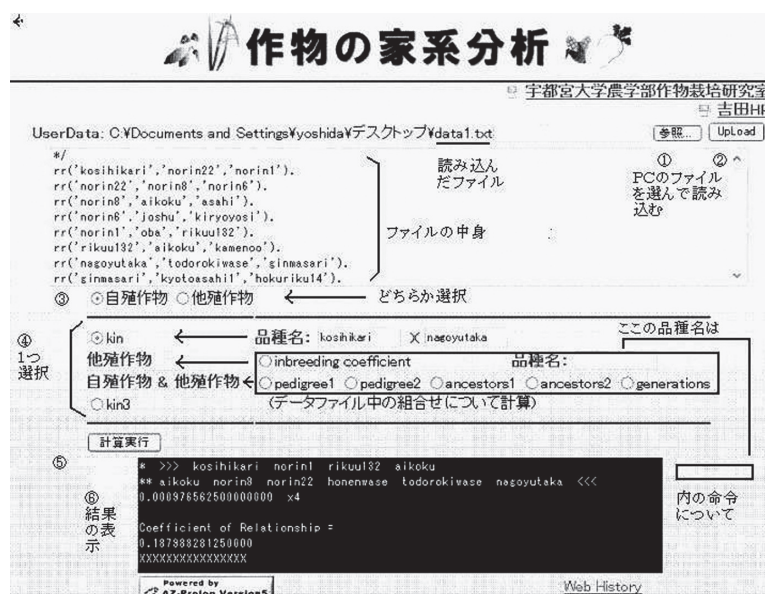 作物の家系分析
宇都宮大学農学部作物栽培研究室
吉田HP
UserData: C:¥Documents and Settings¥yoshida¥デスクトップ¥data1.txt
参照... UpLoad
*/
rr('kosihikari','norin22','norin1').
rr('norin22','norin8','norin6').
rr('norin8','aikoku','asahi').
rr('norin6','joshu','kiryoyosi').
rr('norin1','oba','rikuu132').
rr('rikuu132','aikoku','kamenoo').
rr('nagoyutaka','todorokiwase','ginmasari').
rr('ginmasari','kyotoasahi1','hokuriku14').
読み込ん
だファイル
ファイルの中身
① ②
PCのファイル
を選んで読み
込む
③ 自殖作物 他殖作物 どちらか選択
④
1つ
選択
kin 品種名: kosihikari X nagoyutaka
ここの品種名は
他殖作物 inbreeding coefficient 品種名:
自殖作物 & 他殖作物 pedigree1 pedigree2 ancestors1 ancestors2 generations
kin3 (データファイル中の組合せについて計算)
計算実行
⑤
* >>> kosihikari norin1 rikuu132 aikoku
** aikoku norin8 norin22 honenwase todorokiwase nagoyutaka <<<
0.000976562500000000 x4
Coefficient of Relationship =
0.187988281250000
XXXXXXXXXXXXXXXX
⑥
結果
の表
示
内の命令
について
Powered by
AZ-Prolog Version5
Web History